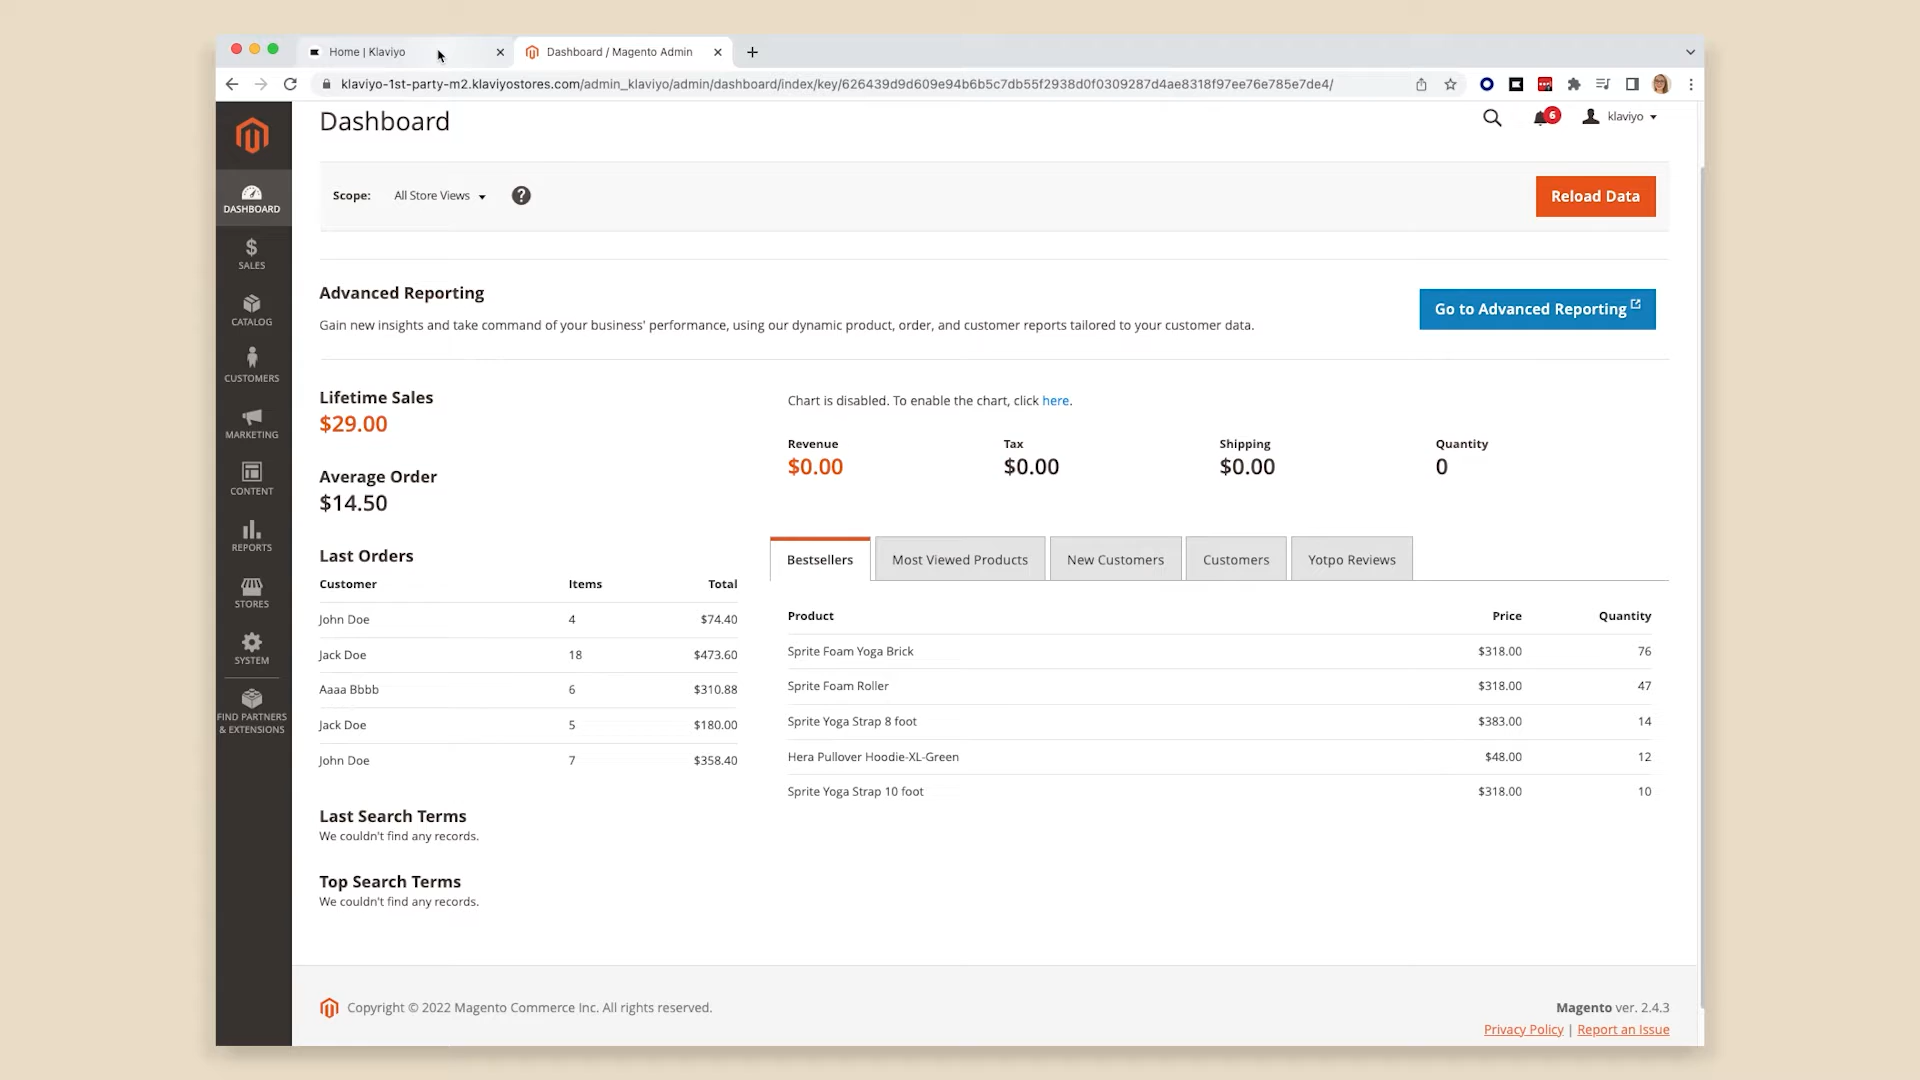 Home | Klaviyo
Dashboard / Magento Admin
klaviyo-1st-party-m2.klaviyostores.com/admin_klaviyo/admin/dashboard/index/key/626439d9d609e94b6b5c7db55f2938d0f0309287d4ae8318f97ee76e785e7de4/
Dashboard
6
klaviyo
Scope: All Store Views ?
Reload Data
DASHBOARD
SALES
CATALOG
CUSTOMERS
MARKETING
CONTENT
REPORTS
STORES
SYSTEM
FIND PARTNERS
& EXTENSIONS
Advanced Reporting
Gain new insights and take command of your business' performance, using our dynamic product, order, and customer reports tailored to your customer data.
Go to Advanced Reporting
Lifetime Sales
$29.00
Average Order
$14.50
Chart is disabled. To enable the chart, click here.
Revenue Tax Shipping Quantity
$0.00 $0.00 $0.00 0
Last Orders
Customer Items Total
John Doe 4 $74.40
Jack Doe 18 $473.60
Aaaa Bbbb 6 $310.88
Jack Doe 5 $180.00
John Doe 7 $358.40
Bestsellers Most Viewed Products New Customers Customers Yotpo Reviews
Product Price Quantity
Sprite Foam Yoga Brick $318.00 76
Sprite Foam Roller $318.00 47
Sprite Yoga Strap 8 foot $383.00 14
Hera Pullover Hoodie-XL-Green $48.00 12
Sprite Yoga Strap 10 foot $318.00 10
Last Search Terms
We couldn't find any records.
Top Search Terms
We couldn't find any records.
Copyright © 2022 Magento Commerce Inc. All rights reserved.
Magento ver. 2.4.3
Privacy Policy | Report an Issue